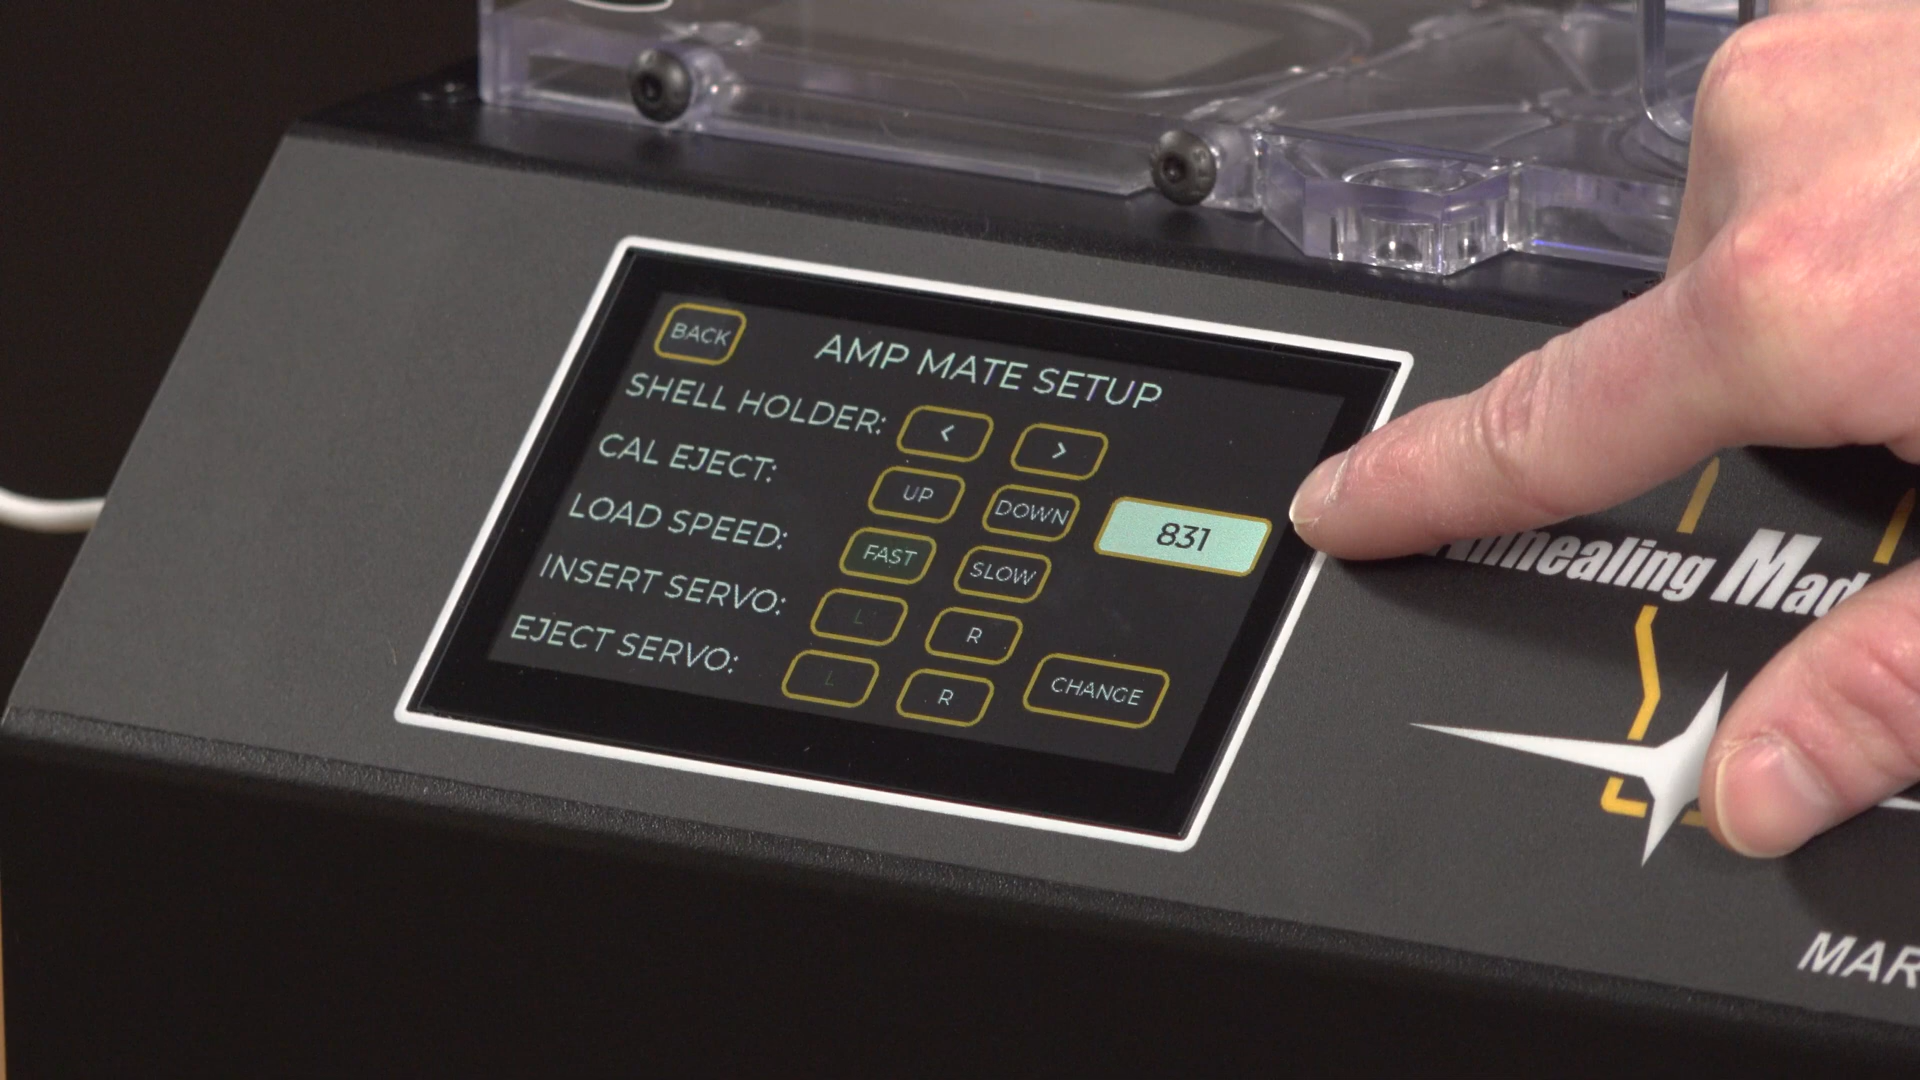 BACK
AMP MATE SETUP
SHELL HOLDER: < >
CAL EJECT: UP DOWN 831
LOAD SPEED: FAST SLOW
INSERT SERVO: L R
EJECT SERVO: L R CHANGE
Annealing Mad
MAR